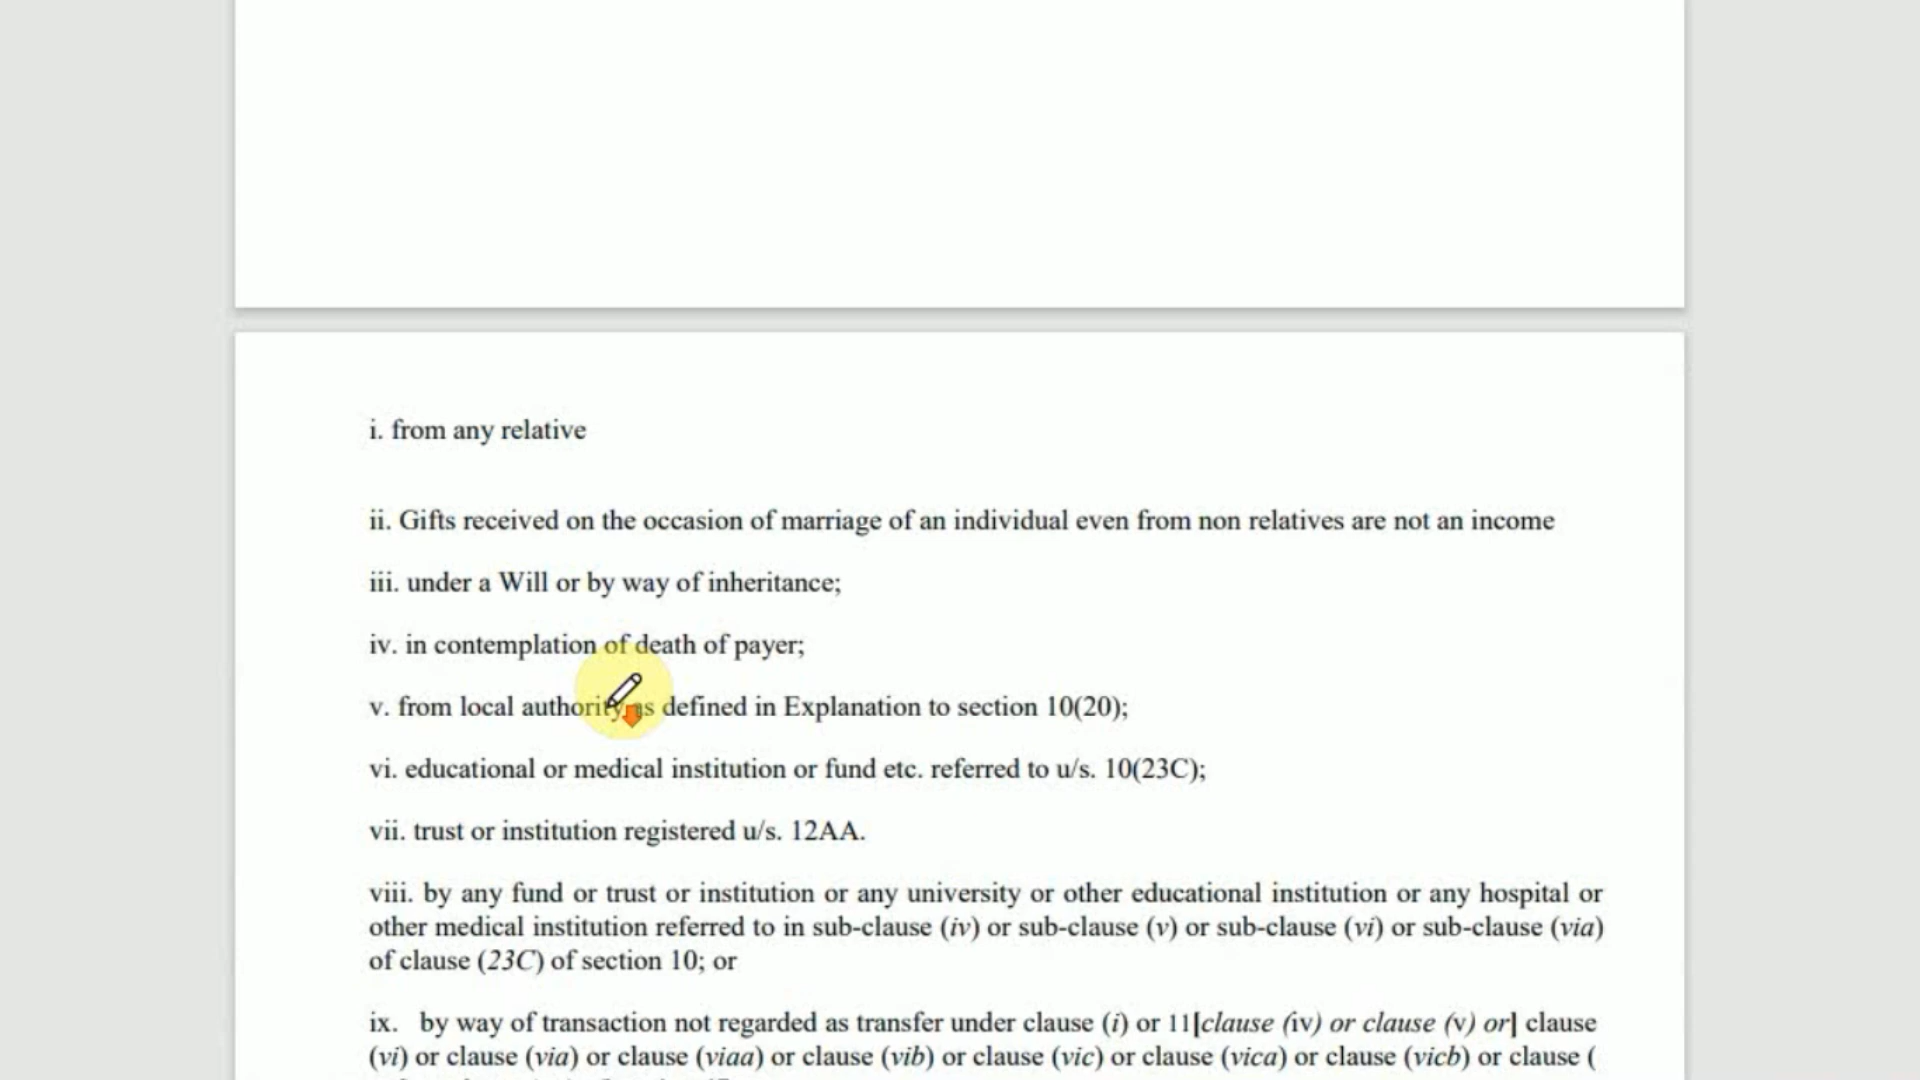 i. from any relative
ii. Gifts received on the occasion of marriage of an individual even from non relatives are not an income
iii. under a Will or by way of inheritance;
iv. in contemplation of death of payer;
v. from local authority as defined in Explanation to section 10(20);
vi. educational or medical institution or fund etc. referred to u/s. 10(23C);
vii. trust or institution registered u/s. 12AA.
viii. by any fund or trust or institution or any university or other educational institution or any hospital or
other medical institution referred to in sub-clause (iv) or sub-clause (v) or sub-clause (vi) or sub-clause (via)
of clause (23C) of section 10; or
ix. by way of transaction not regarded as transfer under clause (i) or 11[clause (iv) or clause (v) or] clause
(vi) or clause (via) or clause (viaa) or clause (vib) or clause (vic) or clause (vica) or clause (vicb) or clause (